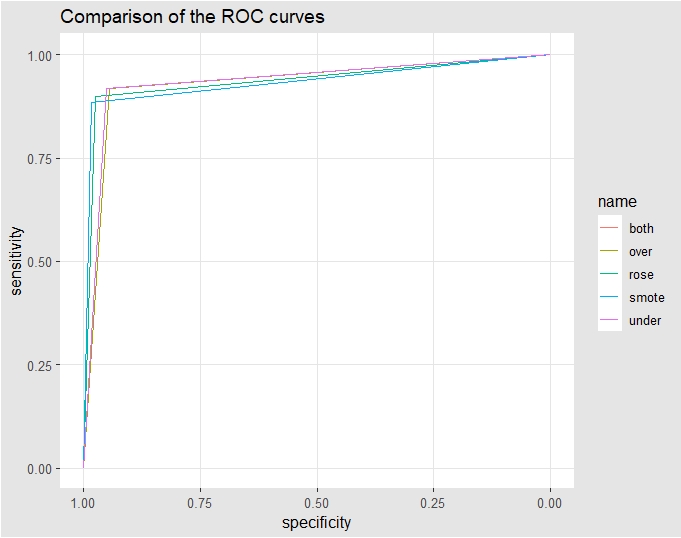 Comparison of the ROC curves
1.00
0.75
0.50
0.25
0.00
sensitivity
1.00
0.75
0.50
0.25
0.00
specificity
name
both
over
rose
smote
under